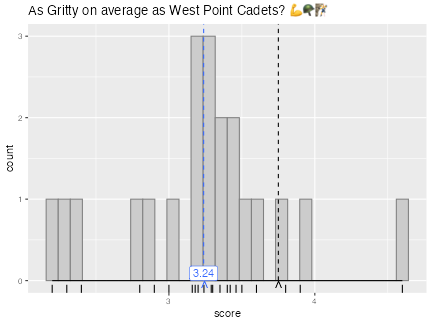 As Gritty on average as West Point Cadets? 💪🪖🧗
3
2
1
0
count
3.24
3
4
score